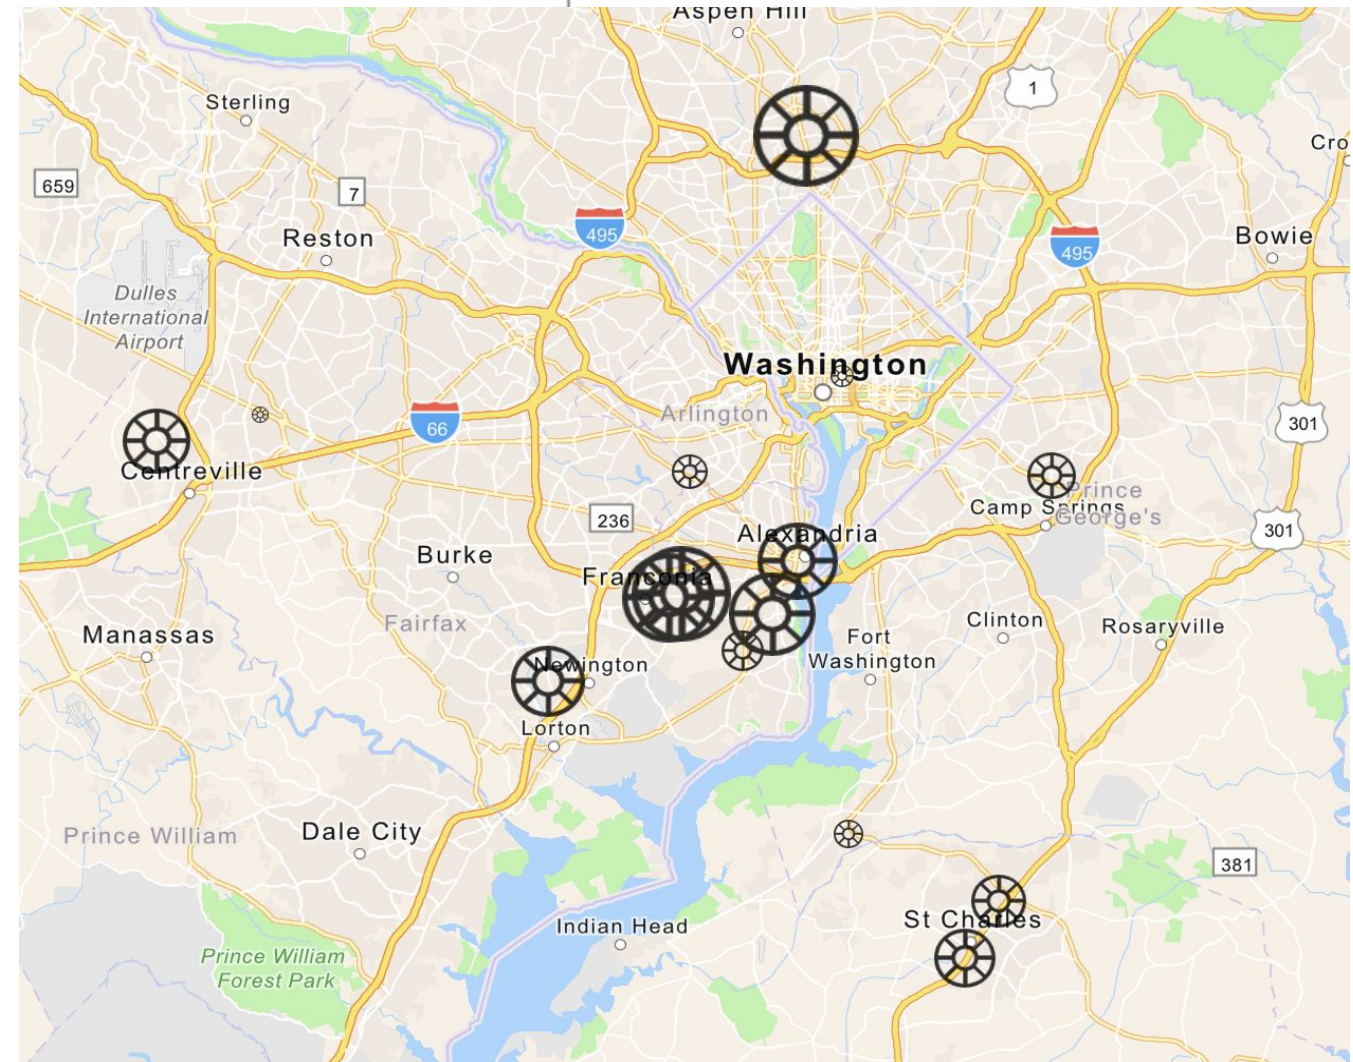 Aspen Hill
1
Sterling
Cro
659
7
495
Reston
Bowie
495
Dulles
International
Airport
Washington
Arlington
66
301
Centreville
Prince
George's
Camp Springs
236
301
Alexandria
Burke
Franconia
Fairfax
Clinton
Rosaryville
Manassas
Fort
Washington
Newington
Lorton
Prince William
Dale City
381
St Charles
Indian Head
Prince William
Forest Park